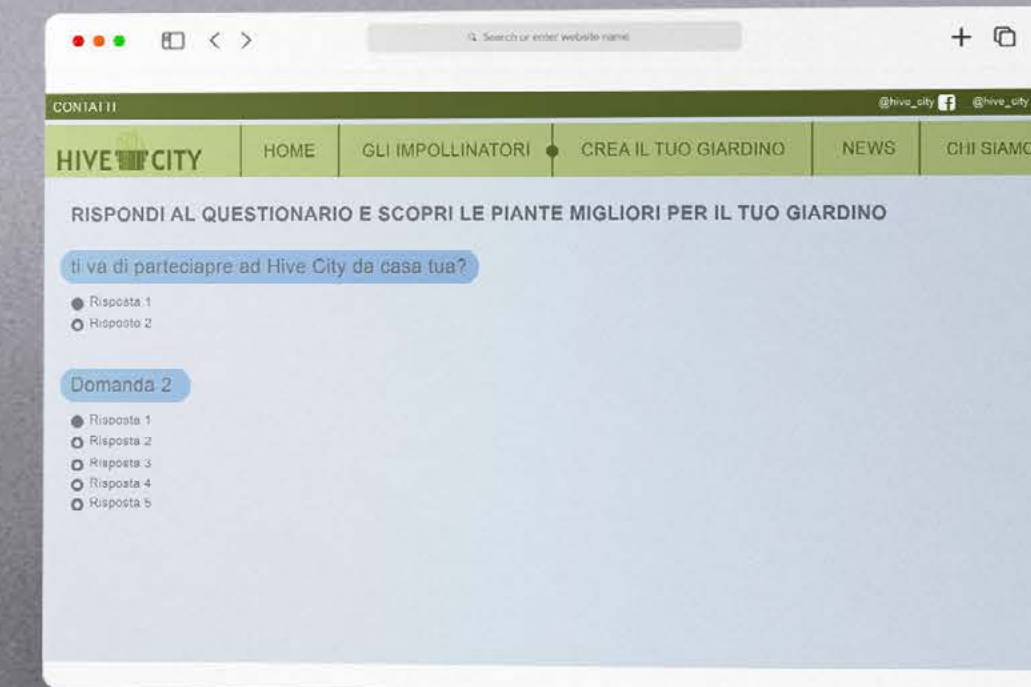 Search or enter website name
CONTATTI
@hive_city @hive_city
HIVE CITY
HOME
GLI IMPOLLINATORI
CREA IL TUO GIARDINO
NEWS
CHI SIAMO
RISPONDI AL QUESTIONARIO E SCOPRI LE PIANTE MIGLIORI PER IL TUO GIARDINO
ti va di parteciapre ad Hive City da casa tua?
Risposta 1
Risposta 2
Domanda 2
Risposta 1
Risposta 2
Risposta 3
Risposta 4
Risposta 5